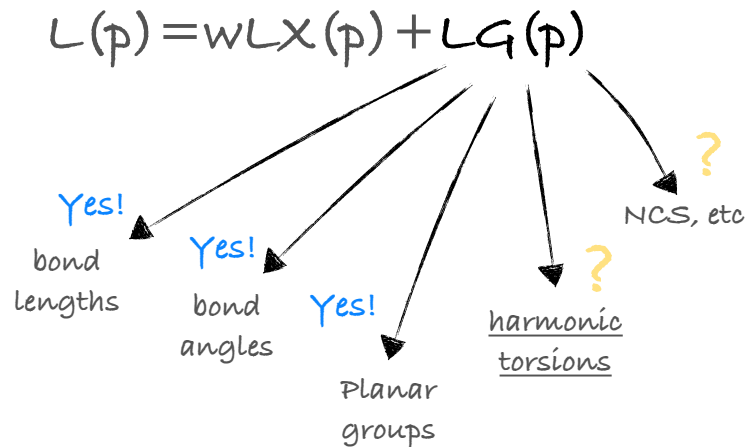 L(p)=wLX(p)+LG(p)
Yes!
bond
lengths
Yes!
bond
angles
Yes!
Planar
groups
?
harmonic
torsions
?
NCS, etc